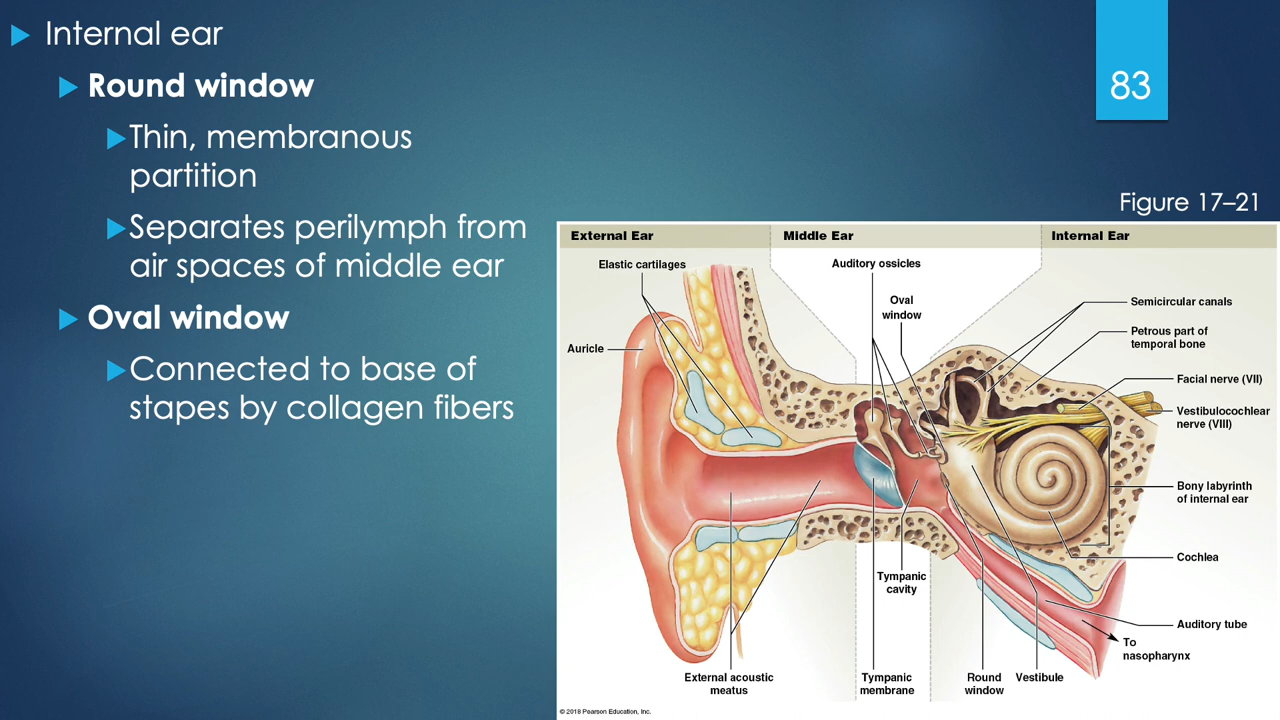 Internal ear
Round window
Thin, membranous
partition
Separates perilymph from
air spaces of middle ear
Oval window
Connected to base of
stapes by collagen fibers
83
Figure 17–21
External Ear
Middle Ear
Internal Ear
Elastic cartilages
Auditory ossicles
Oval
window
Semicircular canals
Petrous part of
temporal bone
Auricle
Facial nerve (VII)
Vestibulocochlear
nerve (VIII)
Bony labyrinth
of internal ear
Cochlea
Tympanic
cavity
Auditory tube
To
nasopharynx
External acoustic
meatus
Tympanic
membrane
Round
window
Vestibule
© 2018 Pearson Education, Inc.